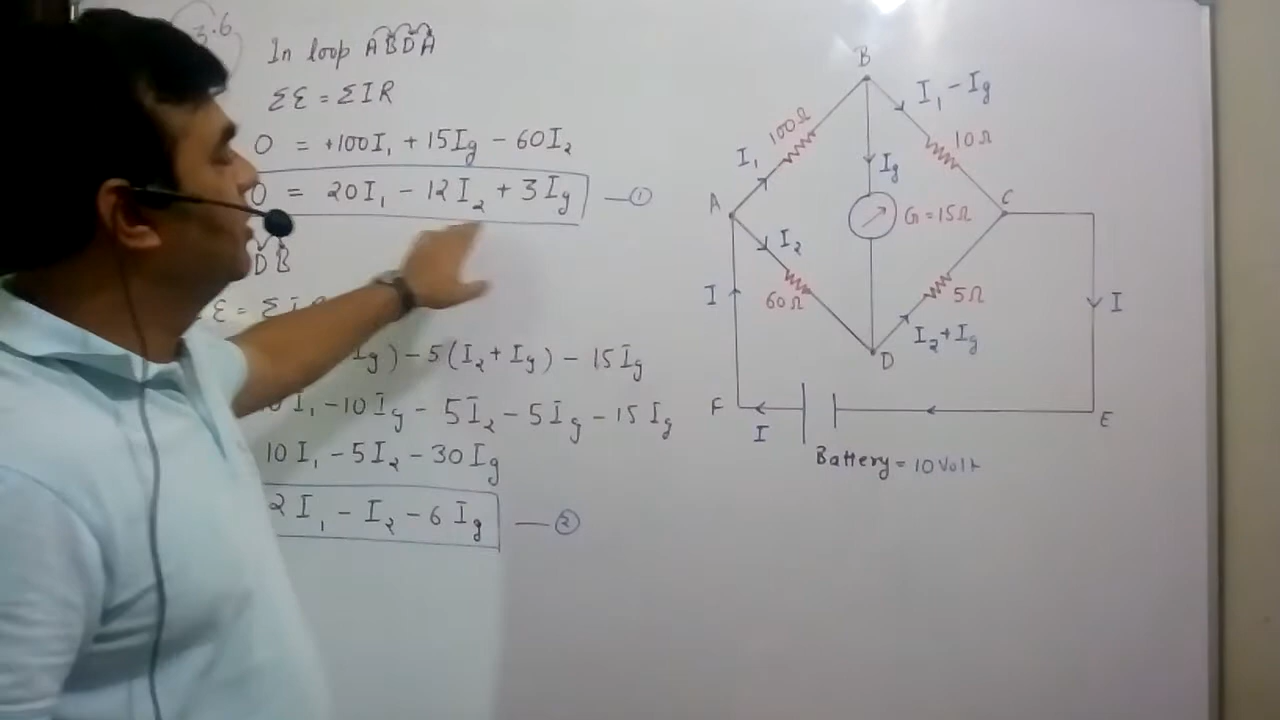 3.6
In loop ABDA
ΣE = ΣIR
0 = +100I₁ + 15Ig − 60I₂
0 = 20I₁ − 12I₂ + 3Ig —①
DB
E = ΣI
Ig) − 5(I₂ + Ig) − 15Ig
I₁ − 10Ig − 5I₂ − 5Ig − 15Ig
10I₁ − 5I₂ − 30Ig
2I₁ − I₂ − 6Ig —②
B
I₁ − Ig
100Ω
10Ω
I₁
Ig
A
C
G = 15Ω
I₂
60Ω
5Ω
I
I
I₂ + Ig
D
F
E
I
Battery = 10 Volt